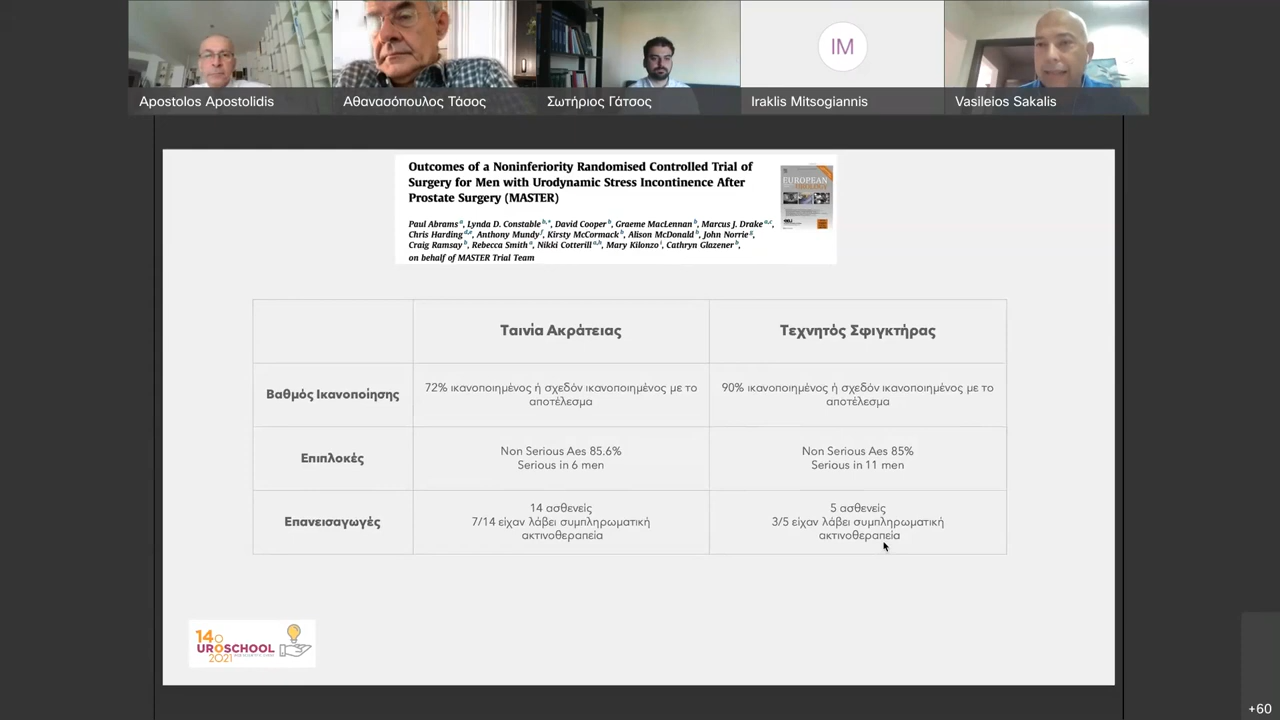 IM
Apostolos Apostolidis
Αθανασόπουλος Τάσος
Σωτήριος Γάτσος
Iraklis Mitsogiannis
Vasileios Sakalis
Outcomes of a Noninferiority Randomised Controlled Trial of
Surgery for Men with Urodynamic Stress Incontinence After
Prostate Surgery (MASTER)
EUROPEAN
UROLOGY
Paul Abrams a, Lynda D. Constable b,*, David Cooper b, Graeme MacLennan b, Marcus J. Drake a,c,
Chris Harding d,e, Anthony Mundy f, Kirsty McCormack b, Alison McDonald b, John Norrie g,
Craig Ramsay b, Rebecca Smith a, Nikki Cotterill a,h, Mary Kilonzo i, Cathryn Glazener b,
on behalf of MASTER Trial Team
Ταινία Ακράτειας
Τεχνητός Σφιγκτήρας
Βαθμός Ικανοποίησης
72% ικανοποιημένος ή σχεδόν ικανοποιημένος με το
αποτέλεσμα
90% ικανοποιημένος ή σχεδόν ικανοποιημένος με το
αποτέλεσμα
Επιπλοκές
Non Serious Aes 85.6%
Serious in 6 men
Non Serious Aes 85%
Serious in 11 men
Επανεισαγωγές
14 ασθενείς
7/14 είχαν λάβει συμπληρωματική
ακτινοθεραπεία
5 ασθενείς
3/5 είχαν λάβει συμπληρωματική
ακτινοθεραπεία
14ο
UROSCHOOL
2021
+60